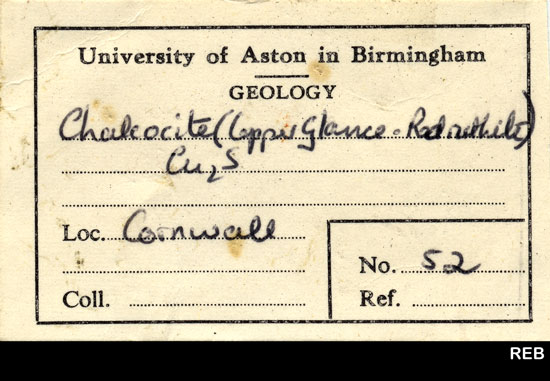 University of Aston in Birmingham
GEOLOGY
Chalcocite (Copper Glance - Redruthite)
Cu2S
Loc. Cornwall
No. 52
Coll.
Ref.
REB